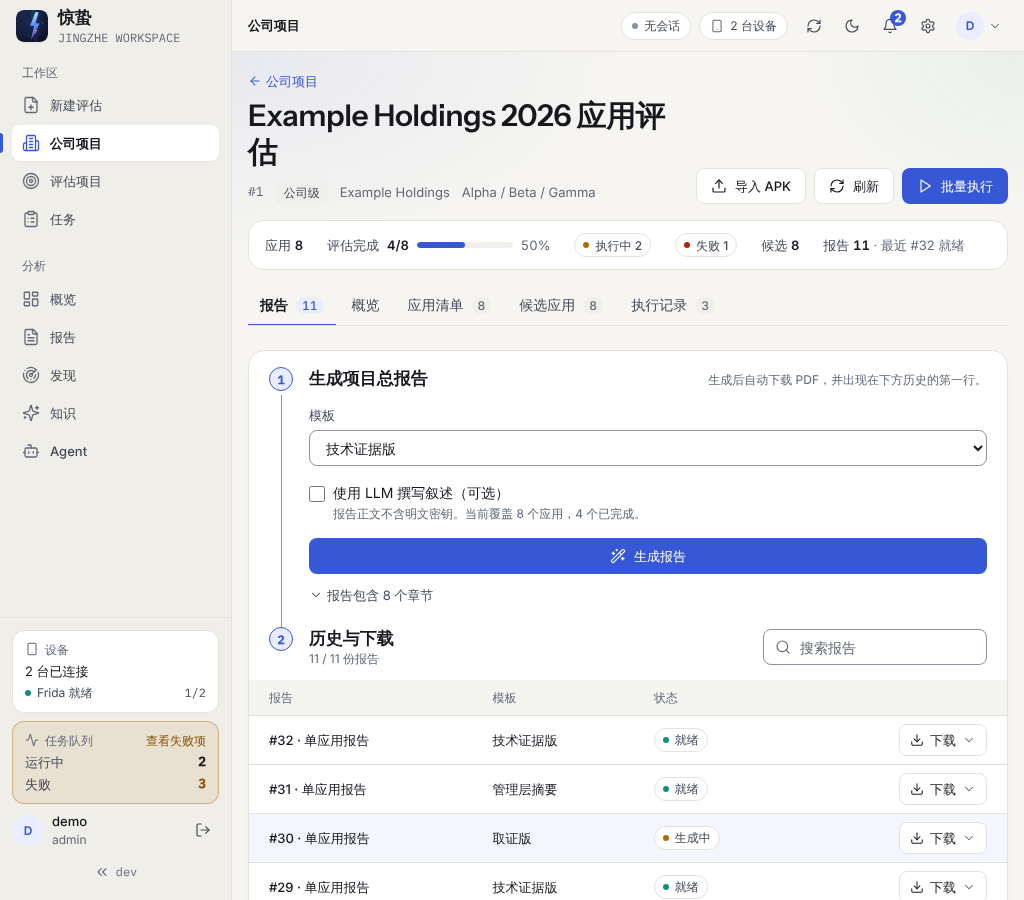 惊蛰
JINGZHE WORKSPACE
工作区
新建评估
公司项目
评估项目
任务
分析
概览
报告
发现
知识
Agent
设备
2 台已连接
Frida 就绪 1/2
任务队列 查看失败项
运行中 2
失败 3
D demo
admin
dev
公司项目
无会话 2 台设备 2 D
公司项目
Example Holdings 2026 应用评
估
#1 公司级 Example Holdings Alpha / Beta / Gamma
导入 APK 刷新 批量执行
应用 8 评估完成 4/8 50% 执行中 2 失败 1 候选 8 报告 11 · 最近 #32 就绪
报告 11 概览 应用清单 8 候选应用 8 执行记录 3
1 生成项目总报告 生成后自动下载 PDF，并出现在下方历史的第一行。
模板
技术证据版
使用 LLM 撰写叙述（可选）
报告正文不含明文密钥。当前覆盖 8 个应用，4 个已完成。
生成报告
报告包含 8 个章节
2 历史与下载 搜索报告
11 / 11 份报告
报告 模板 状态
#32 · 单应用报告 技术证据版 就绪 下载
#31 · 单应用报告 管理层摘要 就绪 下载
#30 · 单应用报告 取证版 生成中 下载
#29 · 单应用报告 技术证据版 就绪 下载